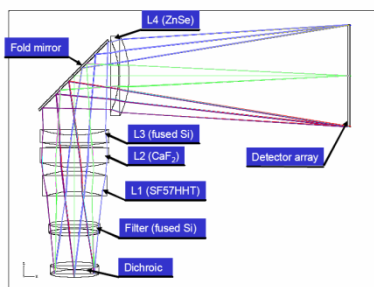 L4 (ZnSe)
Fold mirror
L3 (fused Si)
L2 (CaF₂)
Detector array
L1 (SF57HHT)
Filter (fused Si)
Dichroic